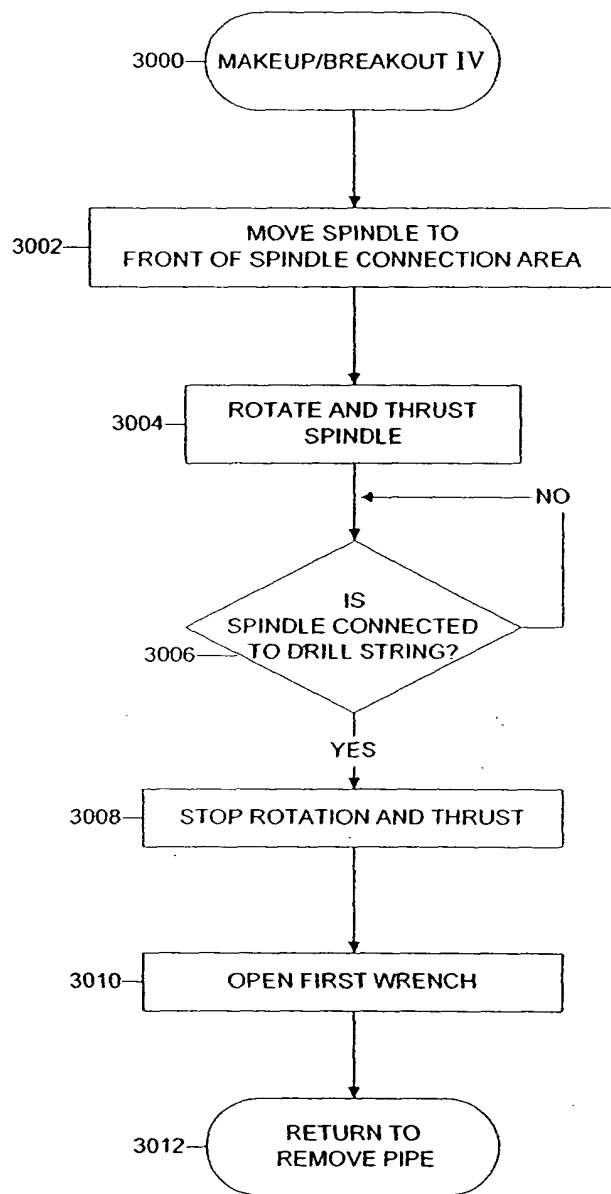 3000 MAKEUP/BREAKOUT IV
3002 MOVE SPINDLE TO
FRONT OF SPINDLE CONNECTION AREA
3004 ROTATE AND THRUST
SPINDLE
NO
IS
SPINDLE CONNECTED
3006 TO DRILL STRING?
YES
3008 STOP ROTATION AND THRUST
3010 OPEN FIRST WRENCH
3012 RETURN TO
REMOVE PIPE